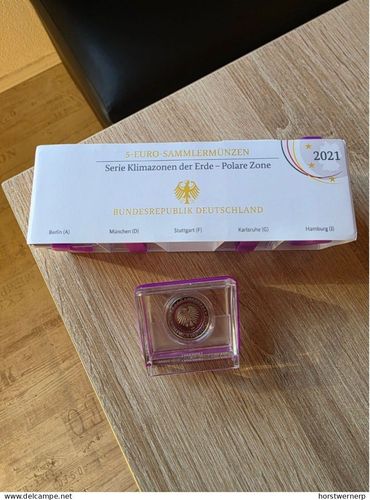 5-EURO-SAMMLERMÜNZEN
Serie Klimazonen der Erde – Polare Zone
2021
BUNDESREPUBLIK DEUTSCHLAND
Berlin (A) München (D) Stuttgart (F) Karlsruhe (G) Hamburg (J)
www.delcampe.net
horstwernerp